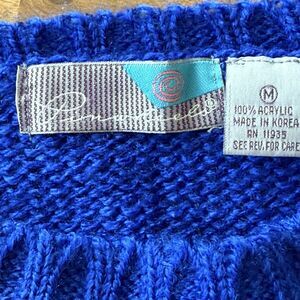 M
100% ACRYLIC
MADE IN KOREA
RN 11935
SEE REV. FOR CARE